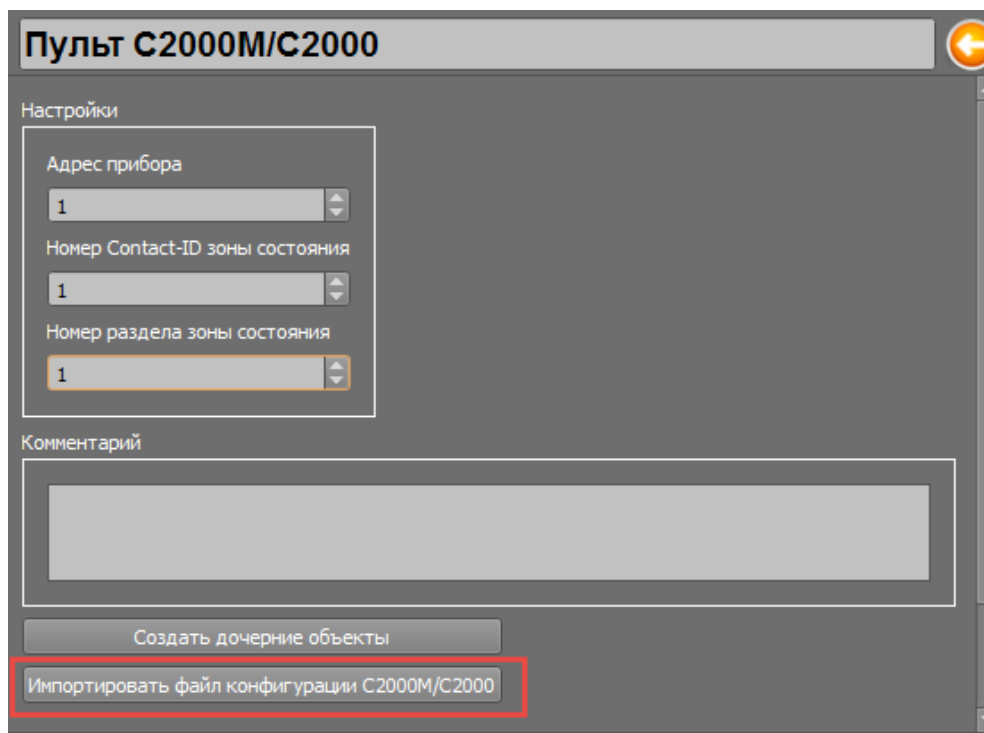 Пульт С2000М/С2000
Настройки
Адрес прибора
1
Номер Contact-ID зоны состояния
1
Номер раздела зоны состояния
1
Комментарий
Создать дочерние объекты
Импортировать файл конфигурации С2000М/С2000